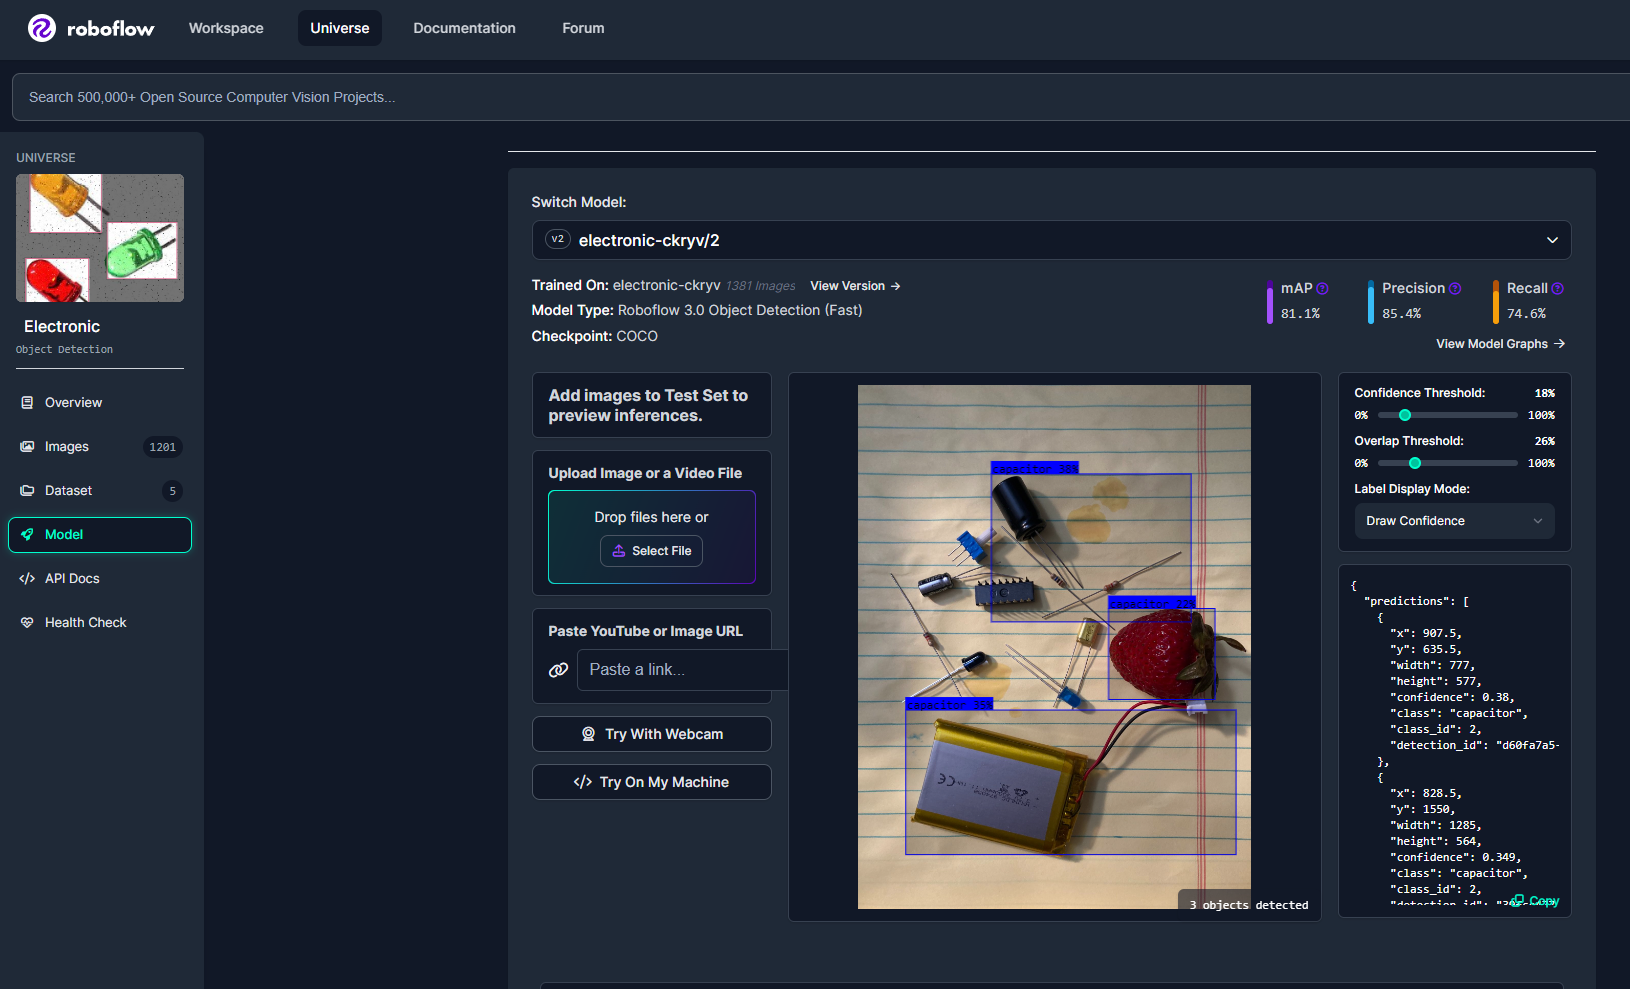 roboflow
Workspace
Universe
Documentation
Forum
Search 500,000+ Open Source Computer Vision Projects...
UNIVERSE
Electronic
Object Detection
Overview
Images 1201
Dataset 5
Model
API Docs
Health Check
Switch Model:
v2 electronic-ckryv/2
Trained On: electronic-ckryv 1381 Images View Version →
Model Type: Roboflow 3.0 Object Detection (Fast)
Checkpoint: COCO
mAP
81.1%
Precision
85.4%
Recall
74.6%
View Model Graphs →
Add images to Test Set to
preview inferences.
Upload Image or a Video File
Drop files here or
Select File
Paste YouTube or Image URL
Paste a link...
Try With Webcam
</> Try On My Machine
capacitor 38%
capacitor 27%
capacitor 35%
CE
3 objects detected
Confidence Threshold: 18%
0% 100%
Overlap Threshold: 26%
0% 100%
Label Display Mode:
Draw Confidence
{
"predictions": [
{
"x": 907.5,
"y": 635.5,
"width": 777,
"height": 577,
"confidence": 0.38,
"class": "capacitor",
"class_id": 2,
"detection_id": "d60fa7a5-
},
{
"x": 828.5,
"y": 1550,
"width": 1285,
"height": 564,
"confidence": 0.349,
"class": "capacitor",
"class_id": 2,
"detection_id":
Copy